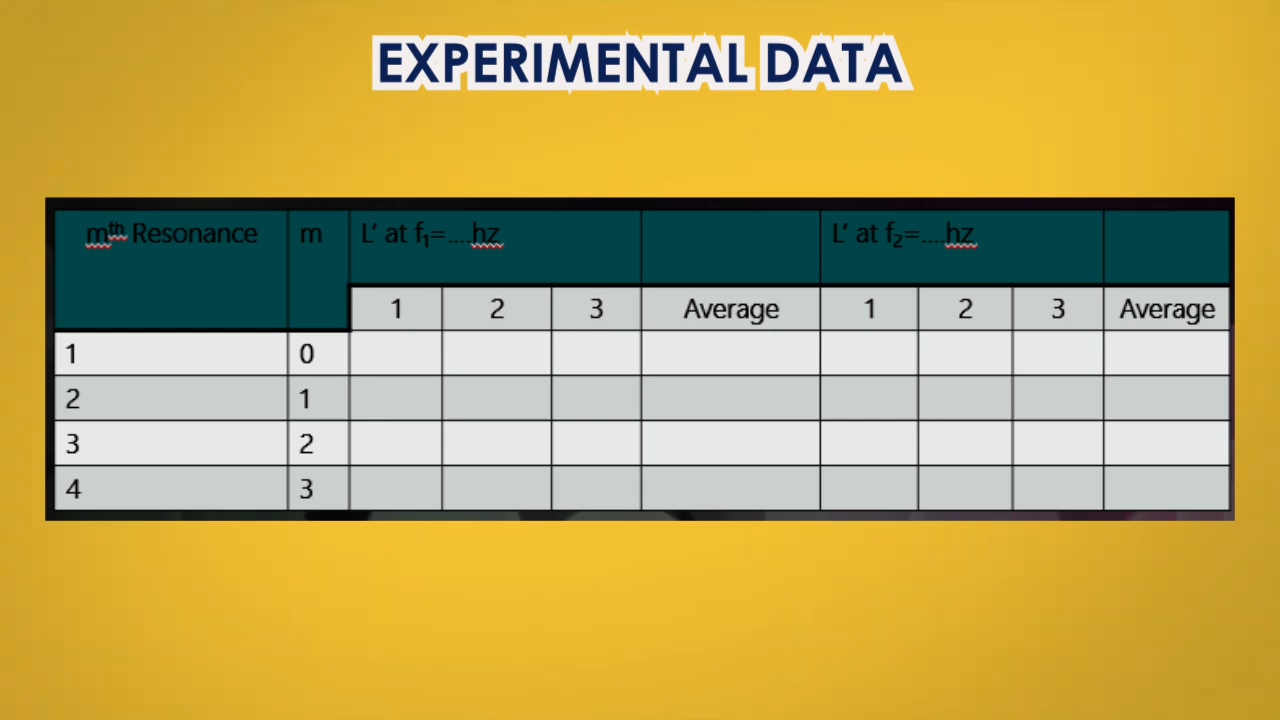 EXPERIMENTAL DATA
mth Resonance m L' at f₁=....hz L' at f₂=....hz
1 2 3 Average 1 2 3 Average
1 0
2 1
3 2
4 3